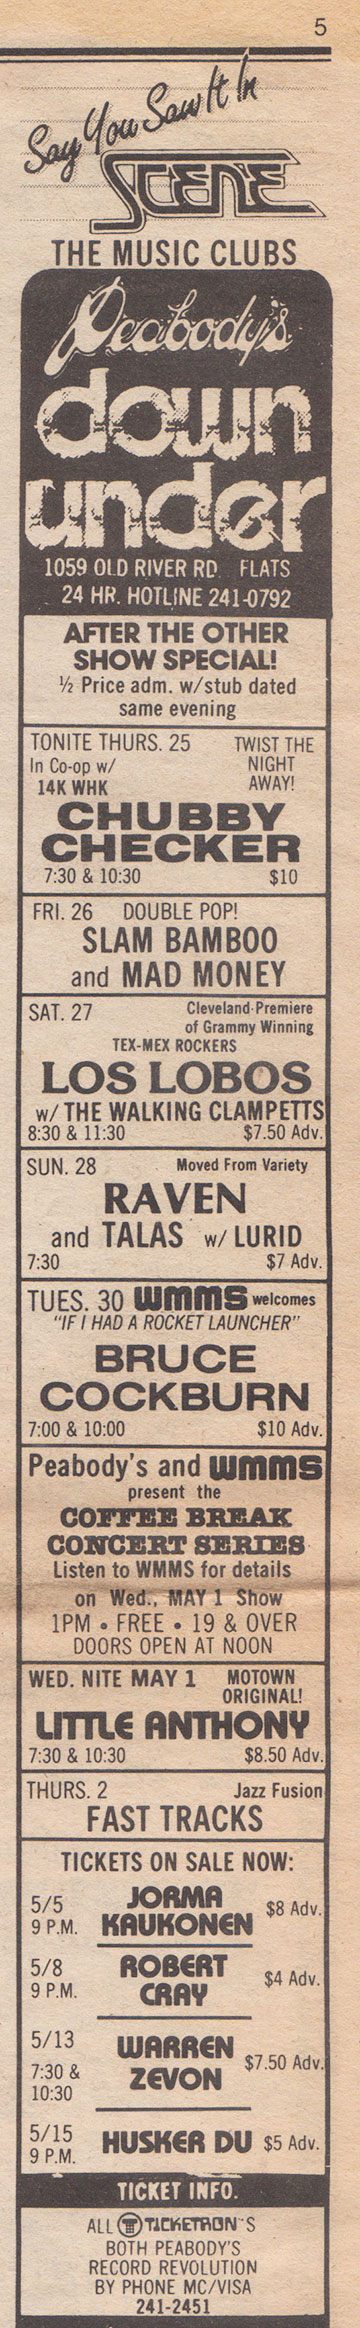 5
Say You Saw It In
SCENE
THE MUSIC CLUBS
Peabody's
down
under
1059 OLD RIVER RD. FLATS
24 HR. HOTLINE 241-0792
AFTER THE OTHER
SHOW SPECIAL!
½ Price adm. w/stub dated
same evening
TONITE THURS. 25 TWIST THE
In Co-op w/ NIGHT
14K WHK AWAY!
CHUBBY
CHECKER
7:30 & 10:30 $10
FRI. 26 DOUBLE POP!
SLAM BAMBOO
and MAD MONEY
SAT. 27 Cleveland-Premiere
of Grammy Winning
TEX-MEX ROCKERS
LOS LOBOS
w/ THE WALKING CLAMPETTS
8:30 & 11:30 $7.50 Adv.
SUN. 28 Moved From Variety
RAVEN
and TALAS w/ LURID
7:30 $7 Adv.
TUES. 30 WMMS welcomes
"IF I HAD A ROCKET LAUNCHER"
BRUCE
COCKBURN
7:00 & 10:00 $10 Adv.
Peabody's and WMMS
present the
COFFEE BREAK
CONCERT SERIES
Listen to WMMS for details
on Wed., MAY 1 Show
1PM • FREE • 19 & OVER
DOORS OPEN AT NOON
WED. NITE MAY 1 MOTOWN
ORIGINAL!
LITTLE ANTHONY
7:30 & 10:30 $8.50 Adv.
THURS. 2 Jazz Fusion
FAST TRACKS
TICKETS ON SALE NOW:
5/5 JORMA $8 Adv.
9 P.M. KAUKONEN
5/8 ROBERT $4 Adv.
9 P.M. CRAY
5/13 WARREN $7.50 Adv.
7:30 & ZEVON
10:30
5/15 HUSKER DU $5 Adv.
9 P.M.
TICKET INFO.
ALL TICKETRON'S
BOTH PEABODY'S
RECORD REVOLUTION
BY PHONE MC/VISA
241-2451